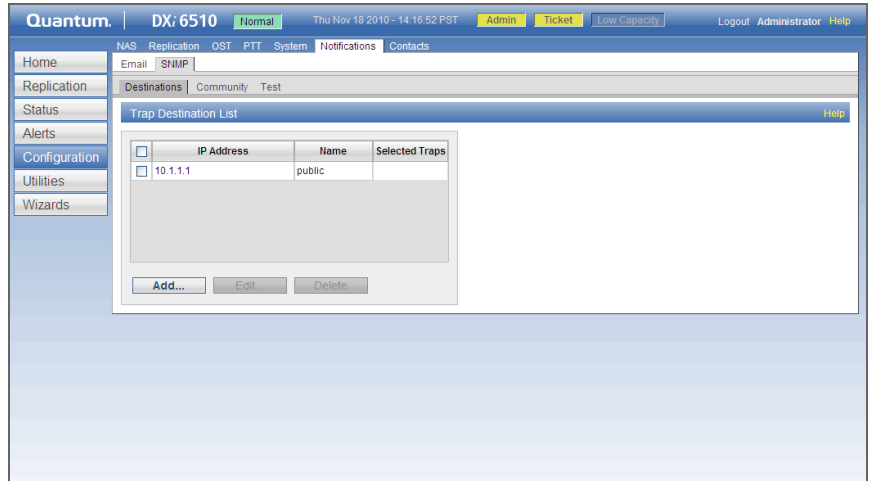 Quantum. DXi 6510 Normal Thu Nov 18 2010 - 14:16:52 PST Admin Ticket Low Capacity Logout Administrator Help
NAS Replication OST PTT System Notifications Contacts
Home
Replication
Status
Alerts
Configuration
Utilities
Wizards
Email SNMP
Destinations Community Test
Trap Destination List Help
IP Address Name Selected Traps
10.1.1.1 public
Add... Edit... Delete